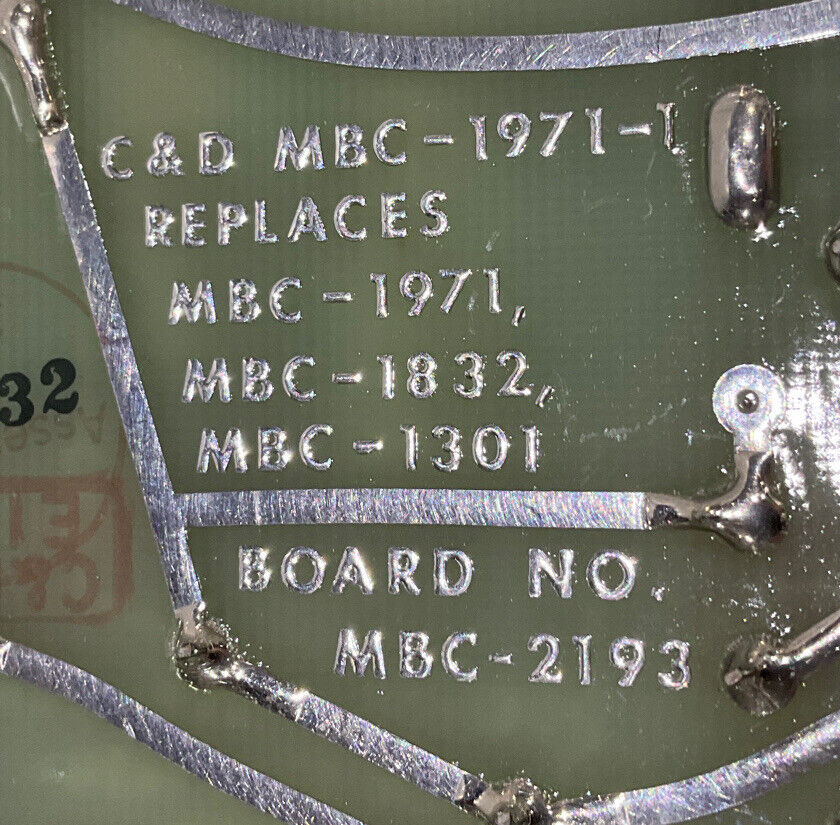 C&D MBC-1971-1
REPLACES
MBC-1971,
MBC-1832,
MBC-1301
BOARD NO.
MBC-2193
32